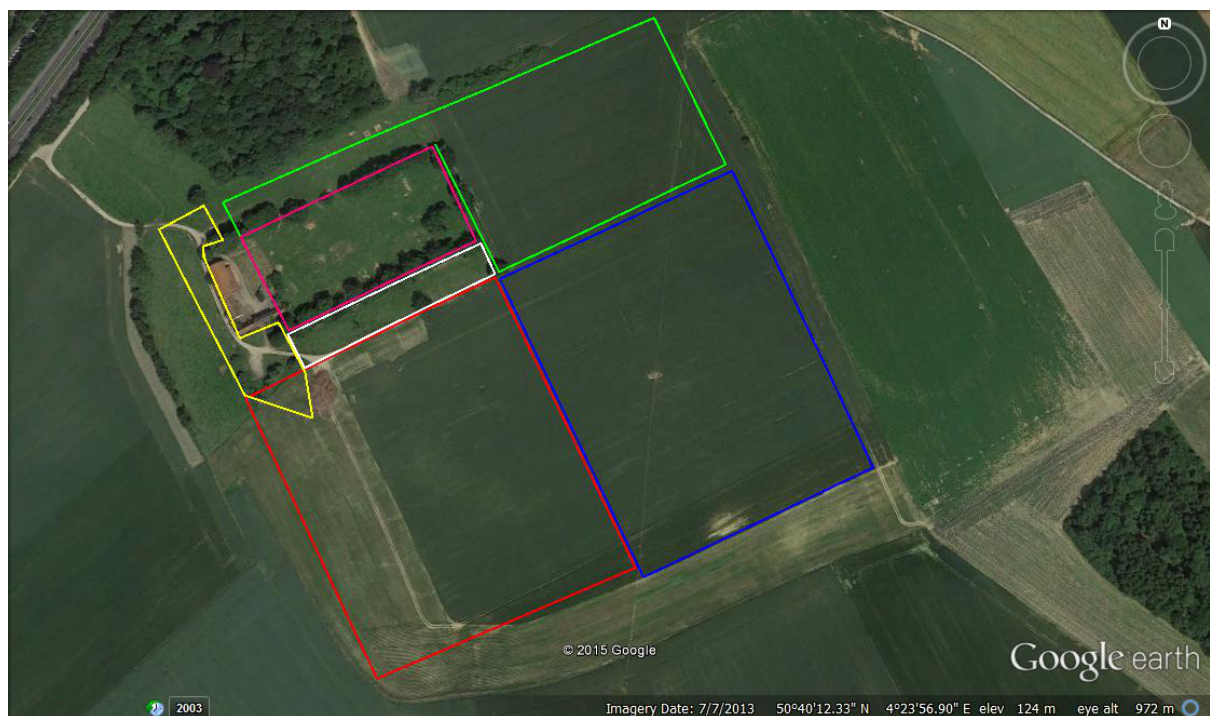 N
© 2015 Google
Google earth
2003
Imagery Date: 7/7/2013 50°40'12.33" N 4°23'56.90" E elev 124 m eye alt 972 m